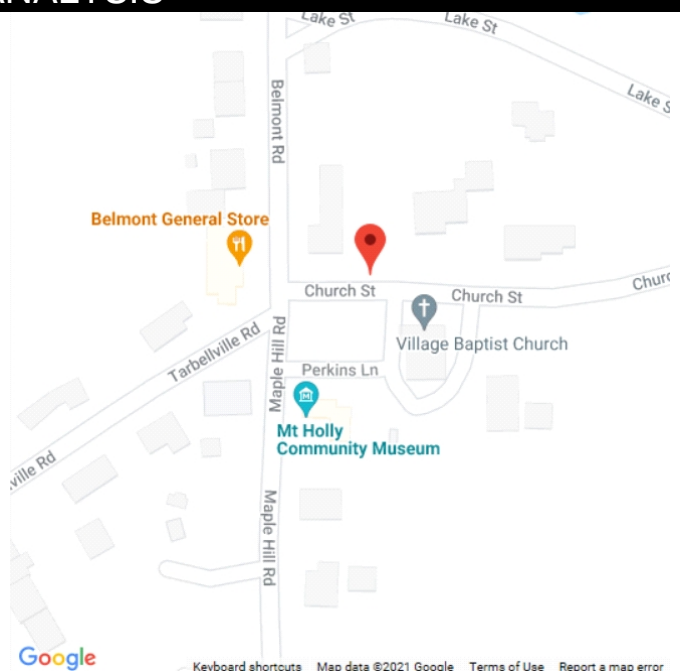 ANALYSIS
Lake St
Lake St
Lake S
Belmont Rd
Belmont General Store
Church St
Church St
Churc
Village Baptist Church
Tarbellville Rd
Maple Hill Rd
Perkins Ln
Mt Holly
Community Museum
ville Rd
Maple Hill Rd
Google
Keyboard shortcuts Map data ©2021 Google Terms of Use Report a map error